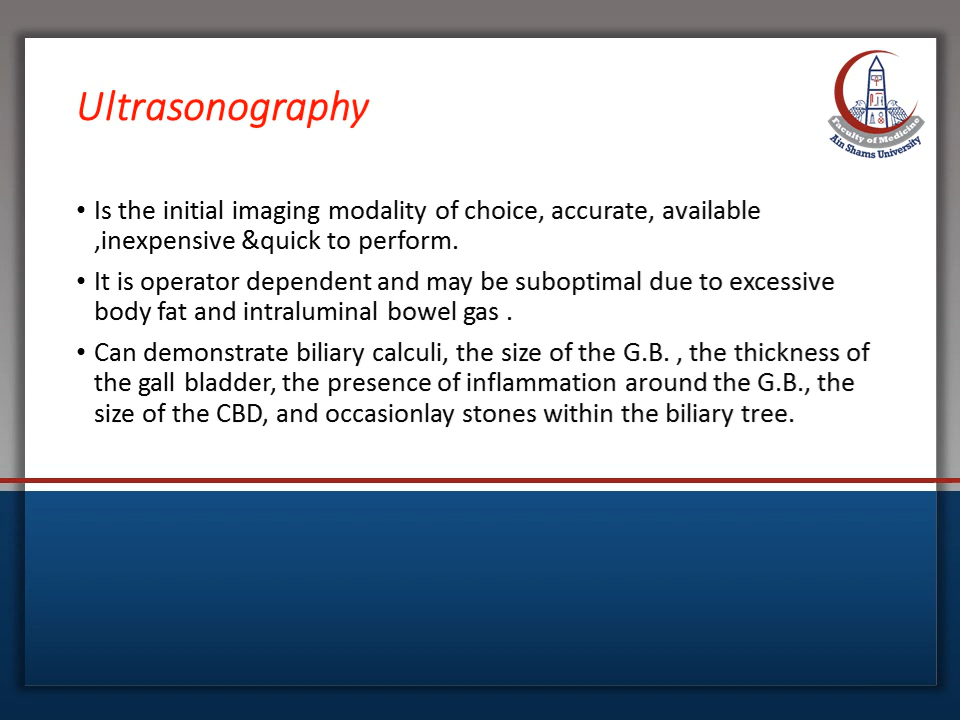 Ultrasonography
Faculty of Medicine
Ain Shams University
• Is the initial imaging modality of choice, accurate, available
,inexpensive &quick to perform.
• It is operator dependent and may be suboptimal due to excessive
body fat and intraluminal bowel gas .
• Can demonstrate biliary calculi, the size of the G.B. , the thickness of
the gall bladder, the presence of inflammation around the G.B., the
size of the CBD, and occasionlay stones within the biliary tree.